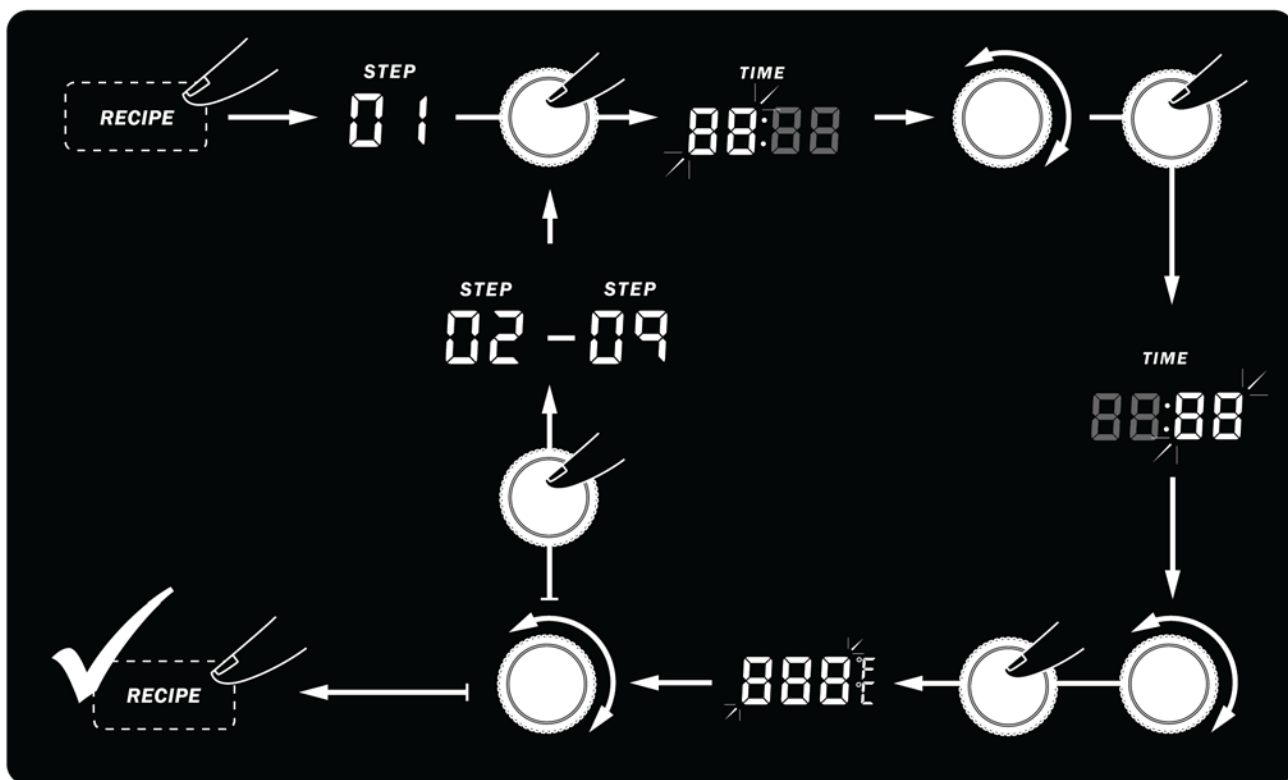 RECIPE
STEP
01
TIME
88:88
STEP STEP
02 - 09
TIME
88:88
RECIPE
888°F
°C